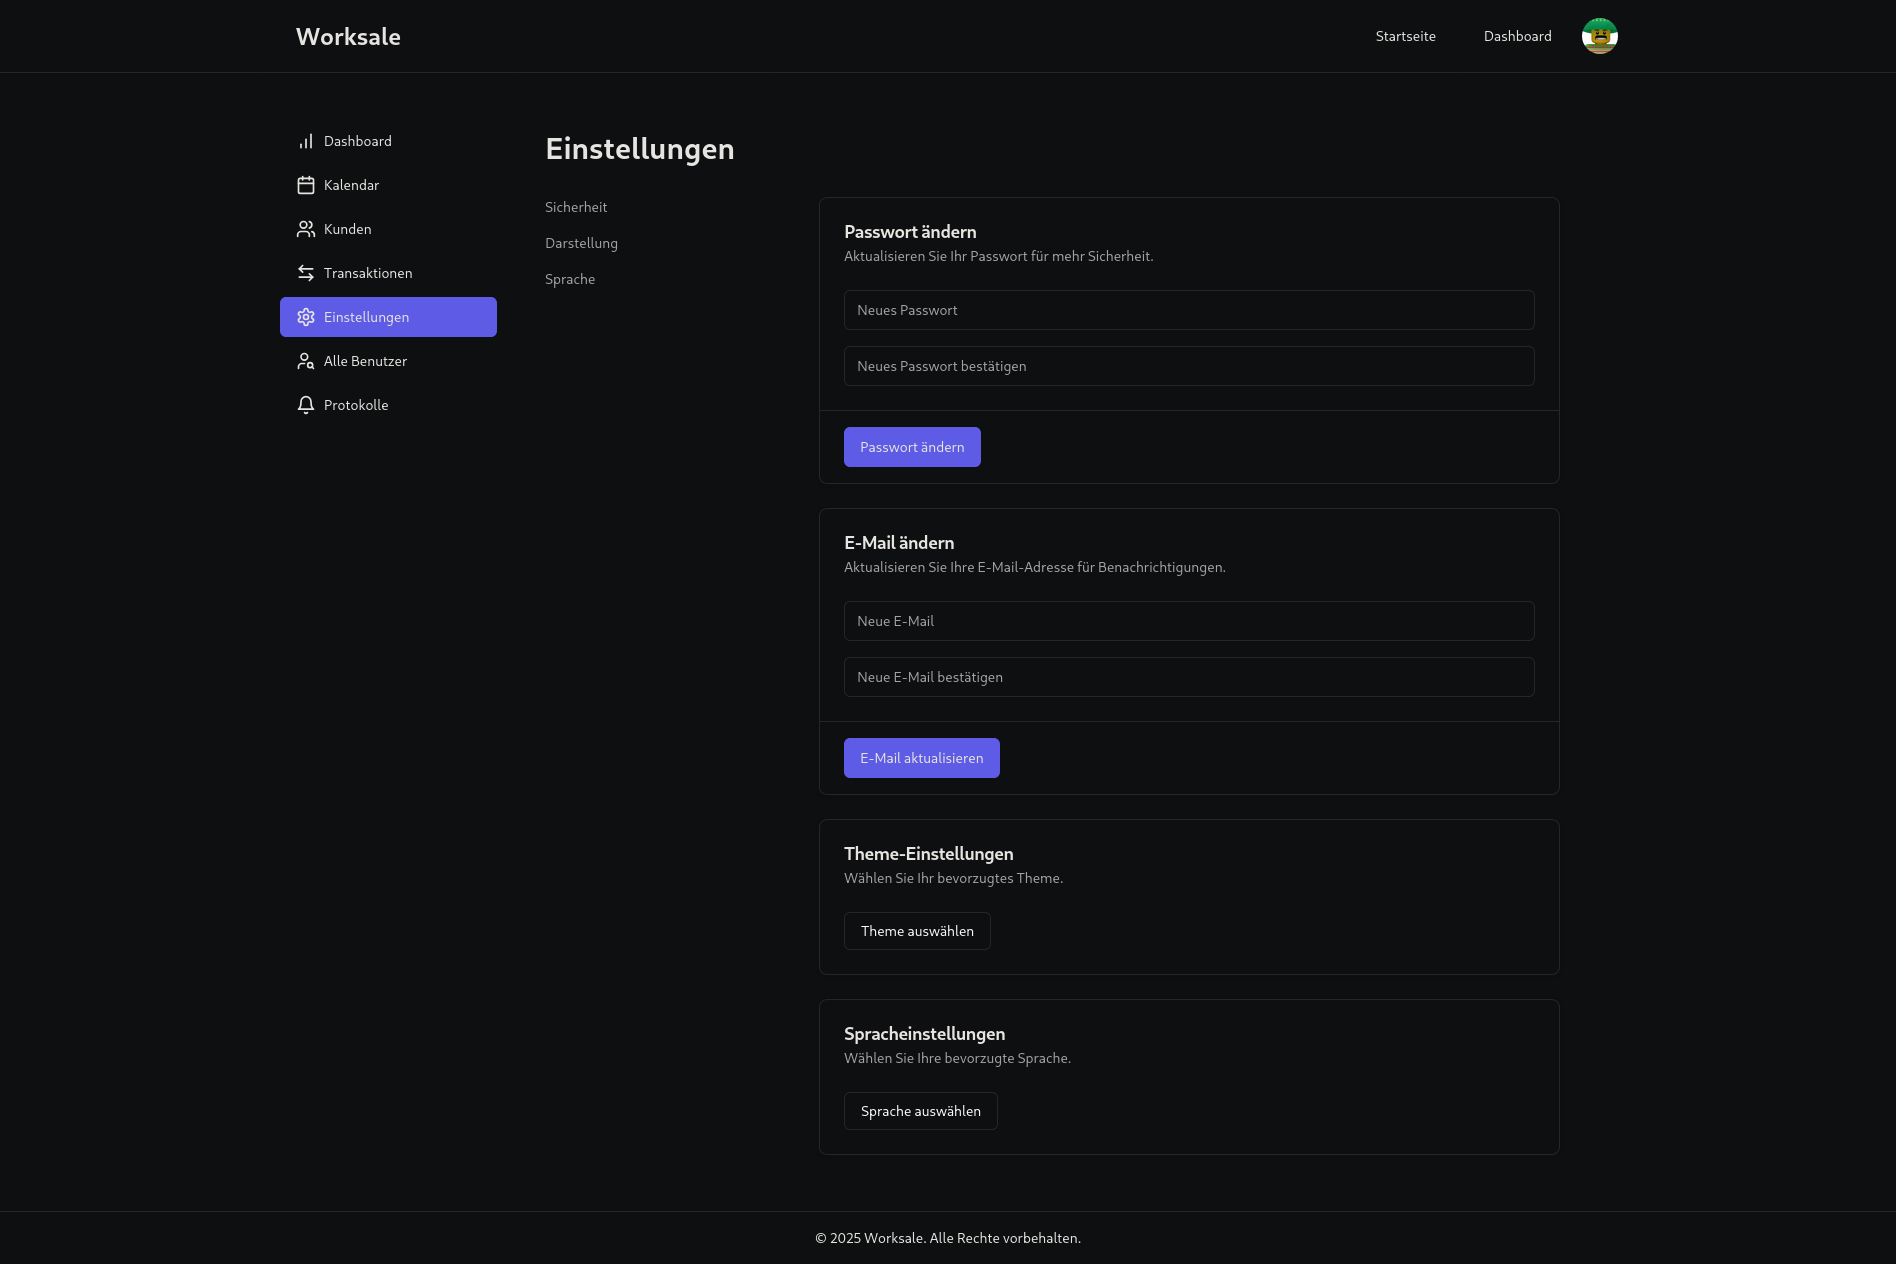 Worksale
Startseite
Dashboard
Dashboard
Kalendar
Kunden
Transaktionen
Einstellungen
Alle Benutzer
Protokolle
Einstellungen
Sicherheit
Darstellung
Sprache
Passwort ändern
Aktualisieren Sie Ihr Passwort für mehr Sicherheit.
Neues Passwort
Neues Passwort bestätigen
Passwort ändern
E-Mail ändern
Aktualisieren Sie Ihre E-Mail-Adresse für Benachrichtigungen.
Neue E-Mail
Neue E-Mail bestätigen
E-Mail aktualisieren
Theme-Einstellungen
Wählen Sie Ihr bevorzugtes Theme.
Theme auswählen
Spracheinstellungen
Wählen Sie Ihre bevorzugte Sprache.
Sprache auswählen
© 2025 Worksale. Alle Rechte vorbehalten.